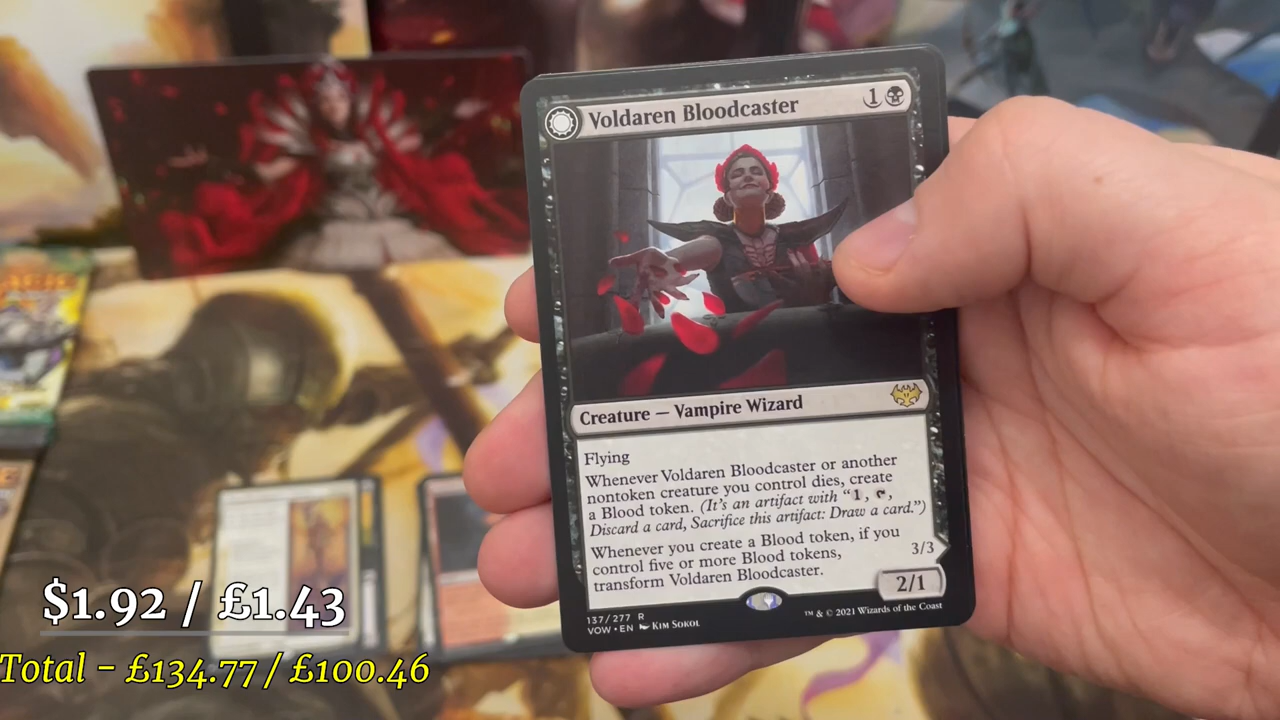 Voldaren Bloodcaster 1
Creature — Vampire Wizard
Flying
Whenever Voldaren Bloodcaster or another
nontoken creature you control dies, create
a Blood token. (It's an artifact with “1, ,
Discard a card, Sacrifice this artifact: Draw a card.”)
Whenever you create a Blood token, if you
control five or more Blood tokens,
transform Voldaren Bloodcaster.
3/3
2/1
137/277 R
VOW • EN Kim Sokol
™ & © 2021 Wizards of the Coast
$1.92 / £1.43
Total - £134.77 / £100.46